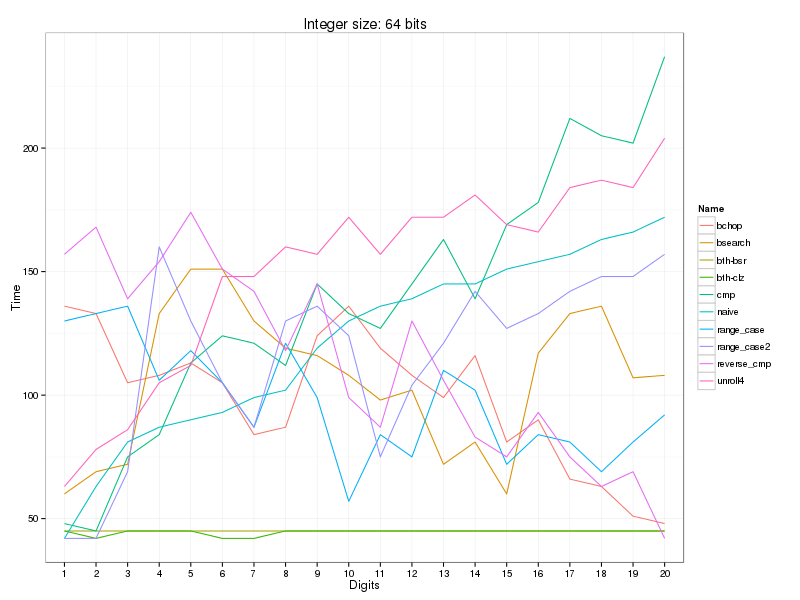 Integer size: 64 bits
Time
200
150
100
50
1 2 3 4 5 6 7 8 9 10 11 12 13 14 15 16 17 18 19 20
Digits
Name
bchop
bsearch
bth-bsr
bth-clz
cmp
naive
range_case
range_case2
reverse_cmp
unroll4